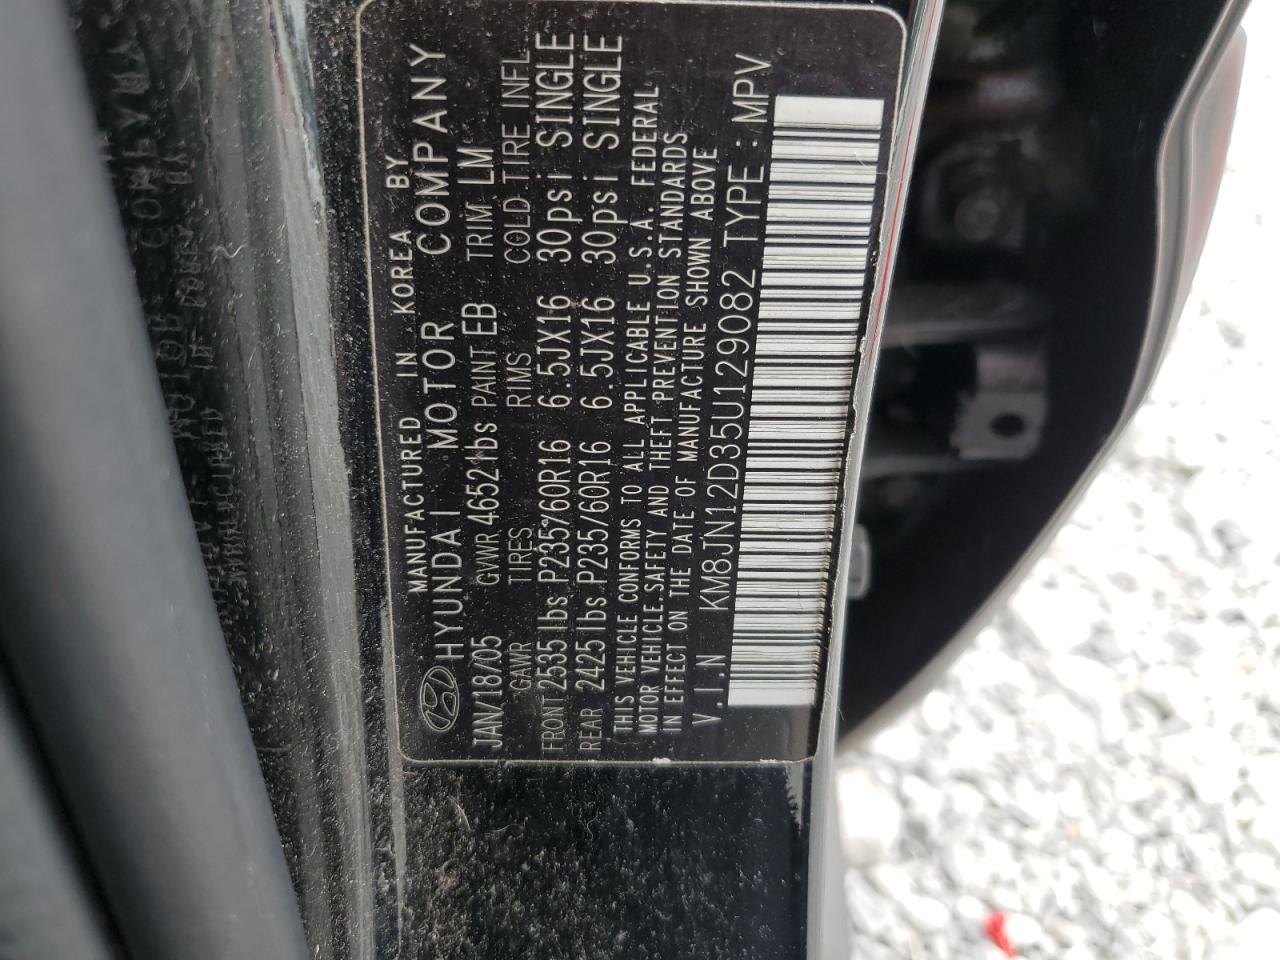 MANUFACTURED IN KOREA BY
HYUNDAI MOTOR COMPANY
JAN/18/05 GVWR 4652lbs PAINT EB TRIM LM
GAWR TIRES RIMS COLD TIRE INFL
FRONT 2535 lbs P235/60R16 6.5JX16 30psi SINGLE
REAR 2425 lbs P235/60R16 6.5JX16 30psi SINGLE
THIS VEHICLE CONFORMS TO ALL APPLICABLE U.S.A. FEDERAL
MOTOR VEHICLE SAFETY AND THEFT PREVENTION STANDARDS
IN EFFECT ON THE DATE OF MANUFACTURE SHOWN ABOVE
V.I.N KM8JN12D35U129082 TYPE : MPV